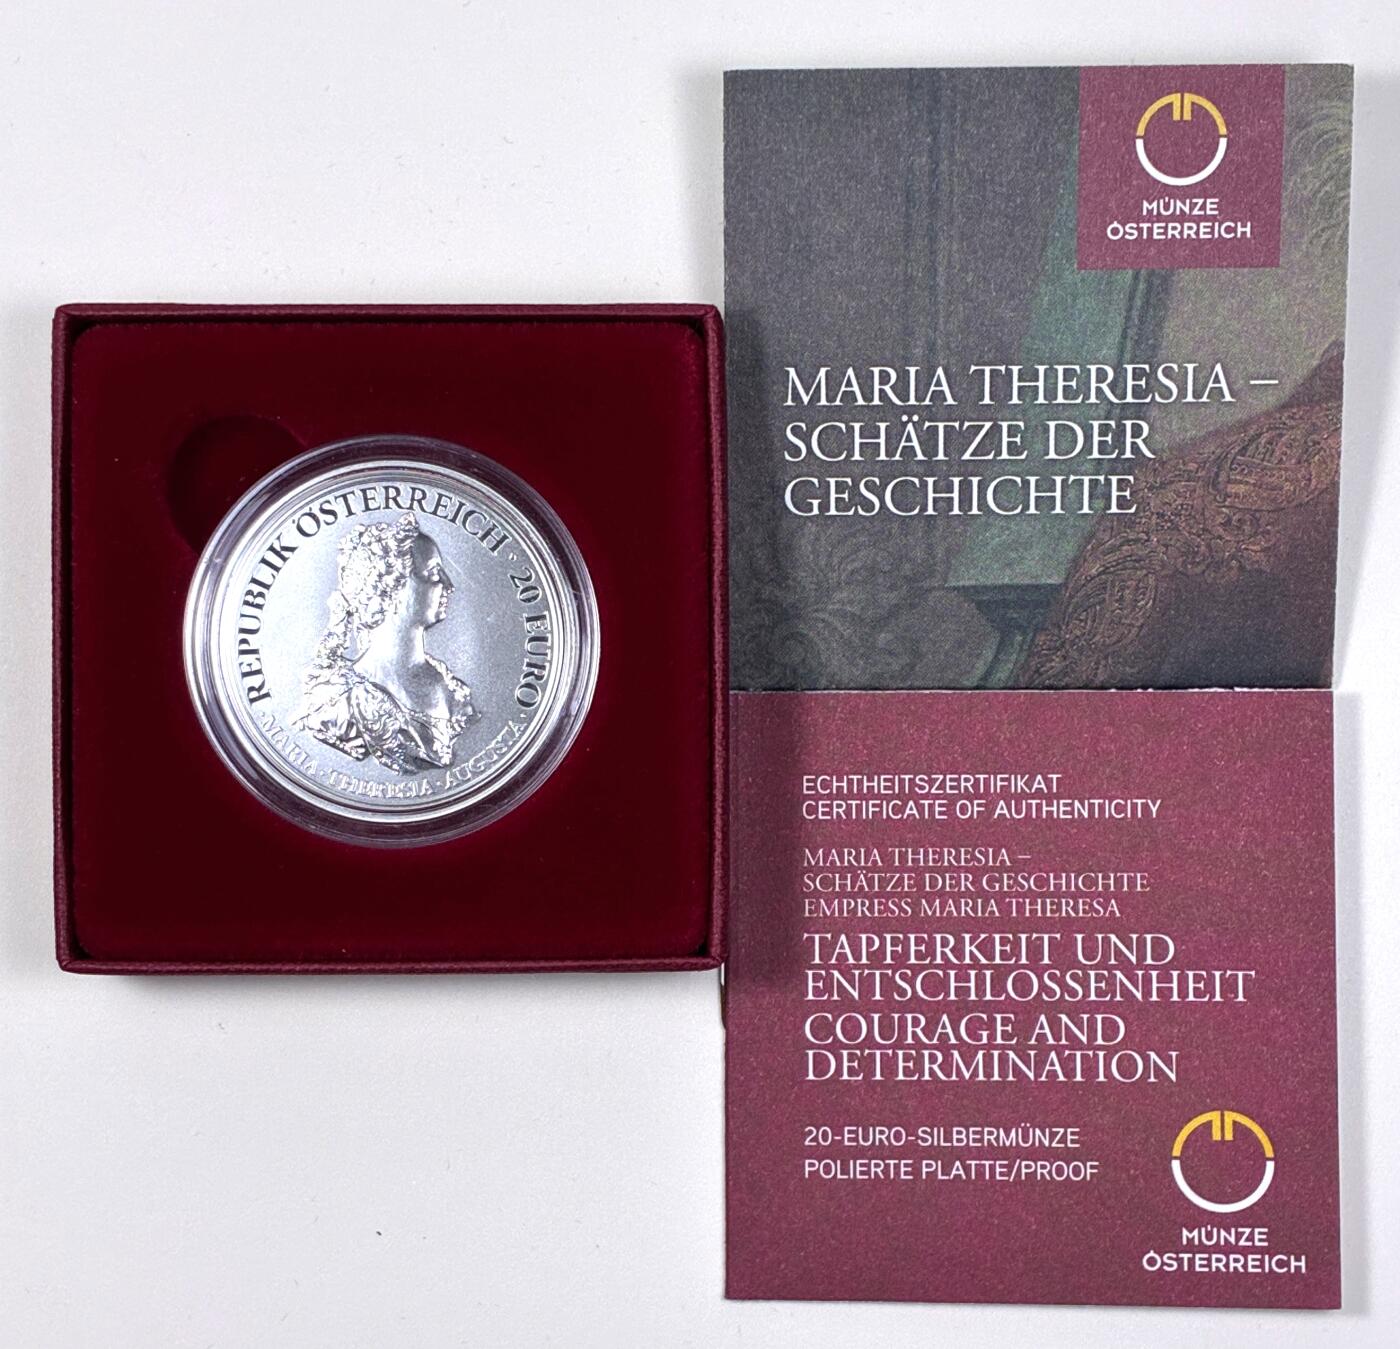 REPUBLIK ÖSTERREICH · 20 EURO
· MARIA · THERESIA · AUGUSTA ·
MÜNZE
ÖSTERREICH
MARIA THERESIA –
SCHÄTZE DER
GESCHICHTE
ECHTHEITSZERTIFIKAT
CERTIFICATE OF AUTHENTICITY
MARIA THERESIA –
SCHÄTZE DER GESCHICHTE
EMPRESS MARIA THERESA
TAPFERKEIT UND
ENTSCHLOSSENHEIT
COURAGE AND
DETERMINATION
20-EURO-SILBERMÜNZE
POLIERTE PLATTE/PROOF
MÜNZE
ÖSTERREICH